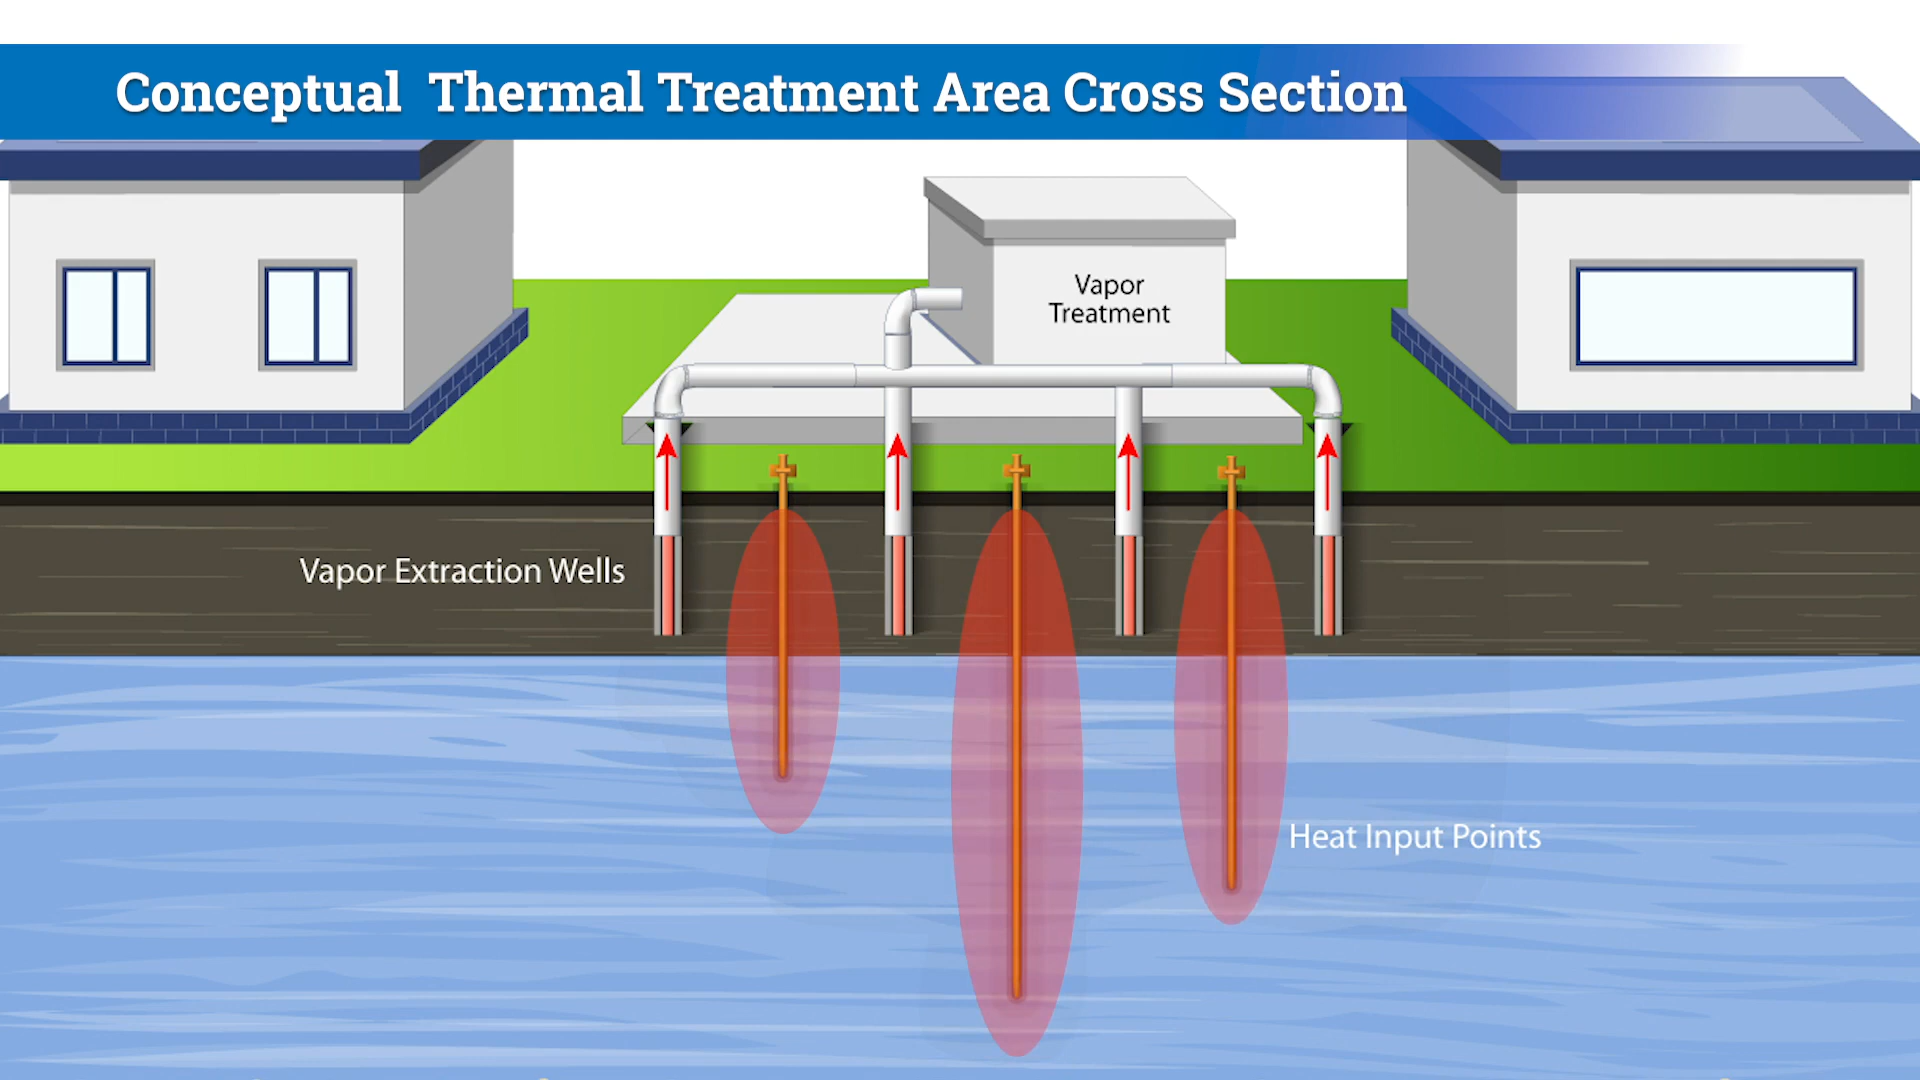 Conceptual  Thermal Treatment Area Cross Section
Vapor
Treatment
Vapor Extraction Wells
Heat Input Points